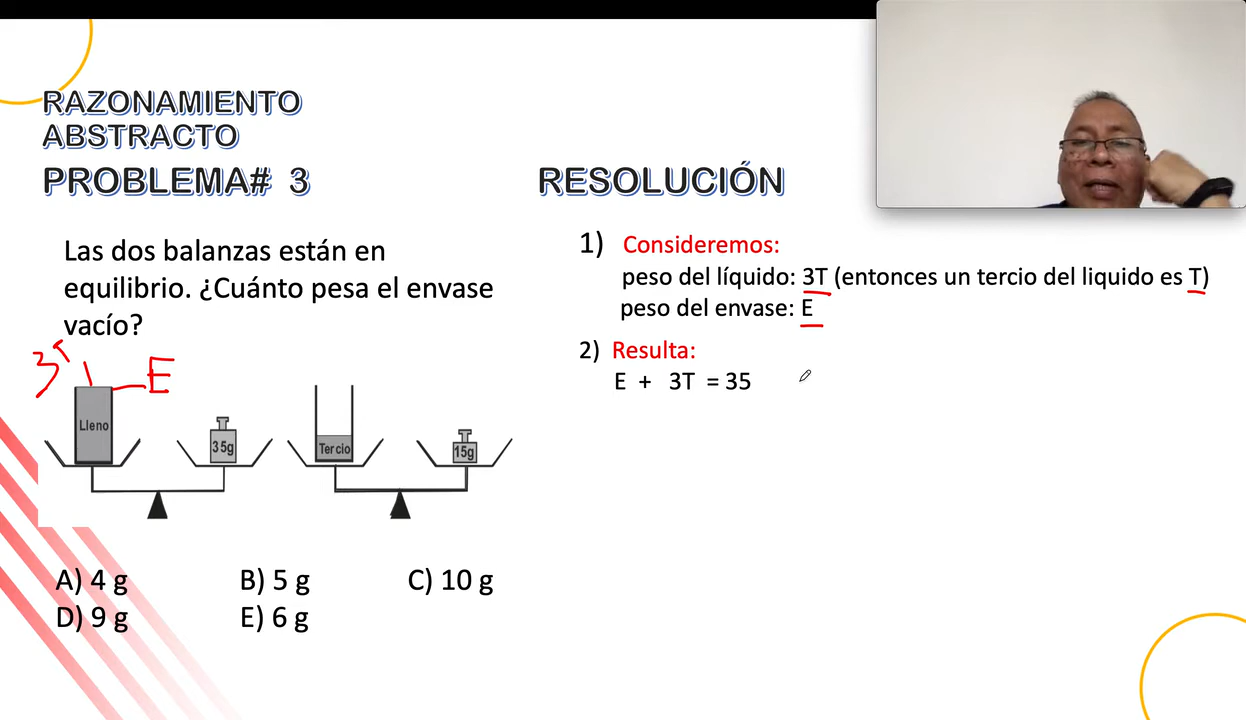 RAZONAMIENTO
ABSTRACTO
PROBLEMA# 3
Las dos balanzas están en
equilibrio. ¿Cuánto pesa el envase
vacío?
3T
E
Lleno
35g
Tercio
15g
A) 4 g
B) 5 g
C) 10 g
D) 9 g
E) 6 g
RESOLUCIÓN
1) Consideremos:
peso del líquido: 3T (entonces un tercio del liquido es T)
peso del envase: E
2) Resulta:
E + 3T = 35